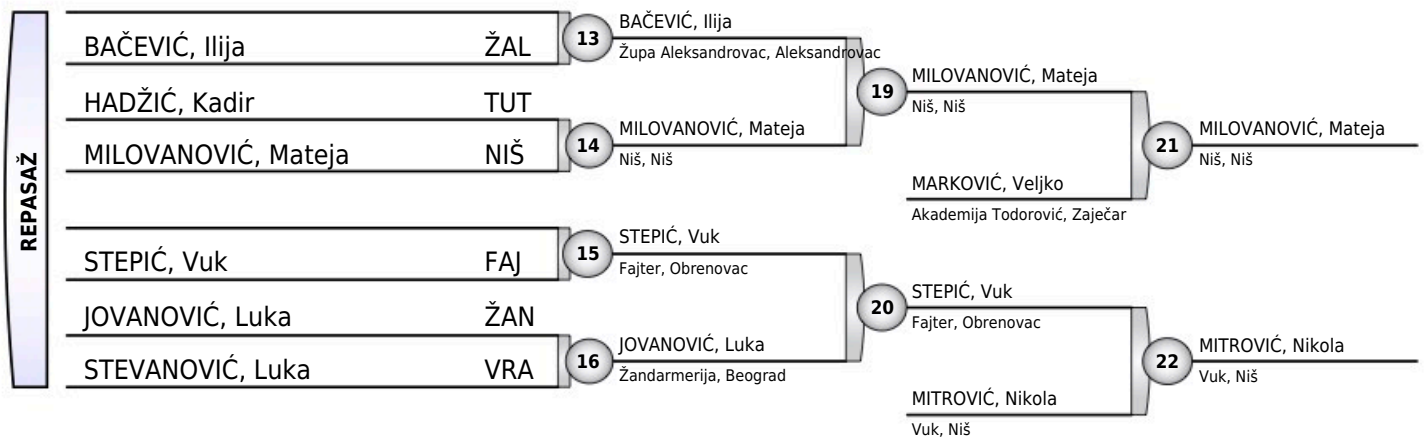 REPASAŽ
BAČEVIĆ, Ilija ŽAL
HADŽIĆ, Kadir TUT
MILOVANOVIĆ, Mateja NIŠ
STEPIĆ, Vuk FAJ
JOVANOVIĆ, Luka ŽAN
STEVANOVIĆ, Luka VRA
13
BAČEVIĆ, Ilija
Župa Aleksandrovac, Aleksandrovac
14
MILOVANOVIĆ, Mateja
Niš, Niš
15
STEPIĆ, Vuk
Fajter, Obrenovac
16
JOVANOVIĆ, Luka
Žandarmerija, Beograd
19
MILOVANOVIĆ, Mateja
Niš, Niš
MARKOVIĆ, Veljko
Akademija Todorović, Zaječar
20
STEPIĆ, Vuk
Fajter, Obrenovac
MITROVIĆ, Nikola
Vuk, Niš
21
MILOVANOVIĆ, Mateja
Niš, Niš
22
MITROVIĆ, Nikola
Vuk, Niš